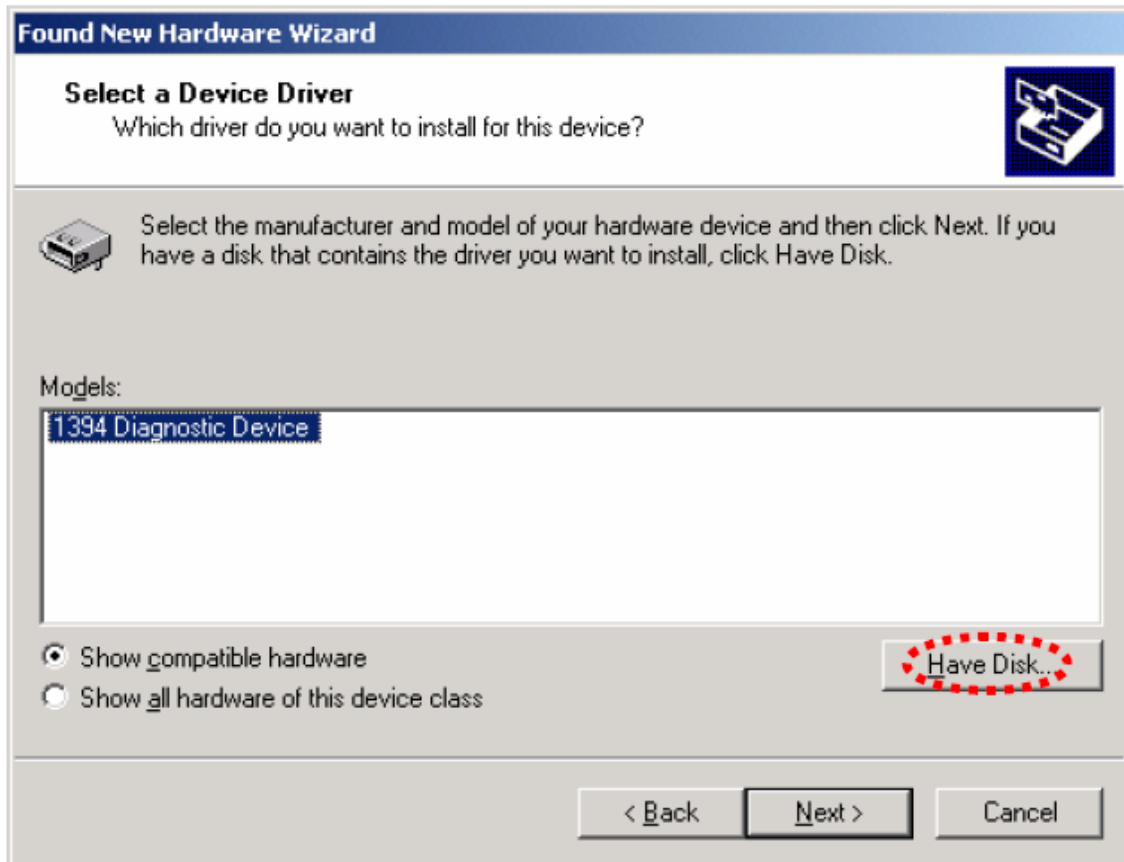 Found New Hardware Wizard
Select a Device Driver
Which driver do you want to install for this device?
Select the manufacturer and model of your hardware device and then click Next. If you
have a disk that contains the driver you want to install, click Have Disk.
Models:
1394 Diagnostic Device
Show compatible hardware
Show all hardware of this device class
Have Disk...
< Back
Next >
Cancel